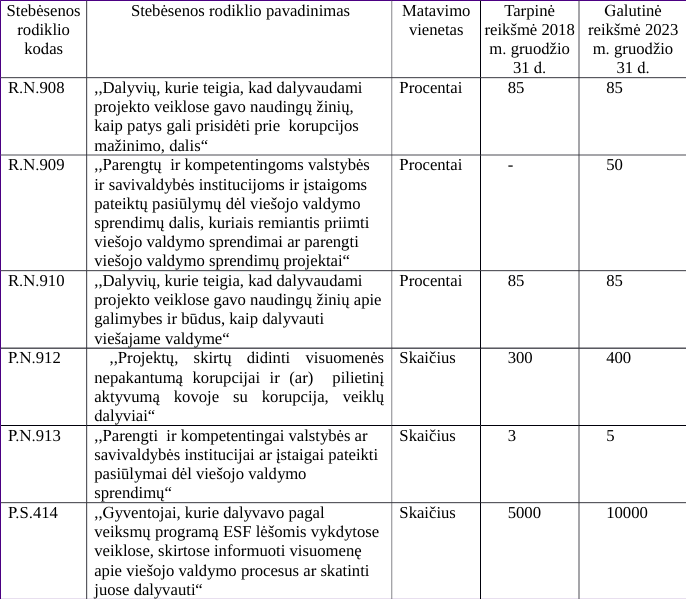 Stebėsenos rodiklio kodas
Stebėsenos rodiklio pavadinimas
Matavimo vienetas
Tarpinė reikšmė 2018 m. gruodžio 31 d.
Galutinė reikšmė 2023 m. gruodžio 31 d.
R.N.908
,,Dalyvių, kurie teigia, kad dalyvaudami
projekto veiklose gavo naudingų žinių,
kaip patys gali prisidėti prie korupcijos
mažinimo, dalis“
Procentai
85
85
R.N.909
,,Parengtų ir kompetentingoms valstybės
ir savivaldybės institucijoms ir įstaigoms
pateiktų pasiūlymų dėl viešojo valdymo
sprendimų dalis, kuriais remiantis priimti
viešojo valdymo sprendimai ar parengti
viešojo valdymo sprendimų projektai“
Procentai
-
50
R.N.910
,,Dalyvių, kurie teigia, kad dalyvaudami
projekto veiklose gavo naudingų žinių apie
galimybes ir būdus, kaip dalyvauti
viešajame valdyme“
Procentai
85
85
P.N.912
,,Projektų, skirtų didinti visuomenės
nepakantumą korupcijai ir (ar) pilietinį
aktyvumą kovoje su korupcija, veiklų
dalyviai“
Skaičius
300
400
P.N.913
,,Parengti ir kompetentingai valstybės ar
savivaldybės institucijai ar įstaigai pateikti
pasiūlymai dėl viešojo valdymo
sprendimų“
Skaičius
3
5
P.S.414
,,Gyventojai, kurie dalyvavo pagal
veiksmų programą ESF lėšomis vykdytose
veiklose, skirtose informuoti visuomenę
apie viešojo valdymo procesus ar skatinti
juose dalyvauti“
Skaičius
5000
10000